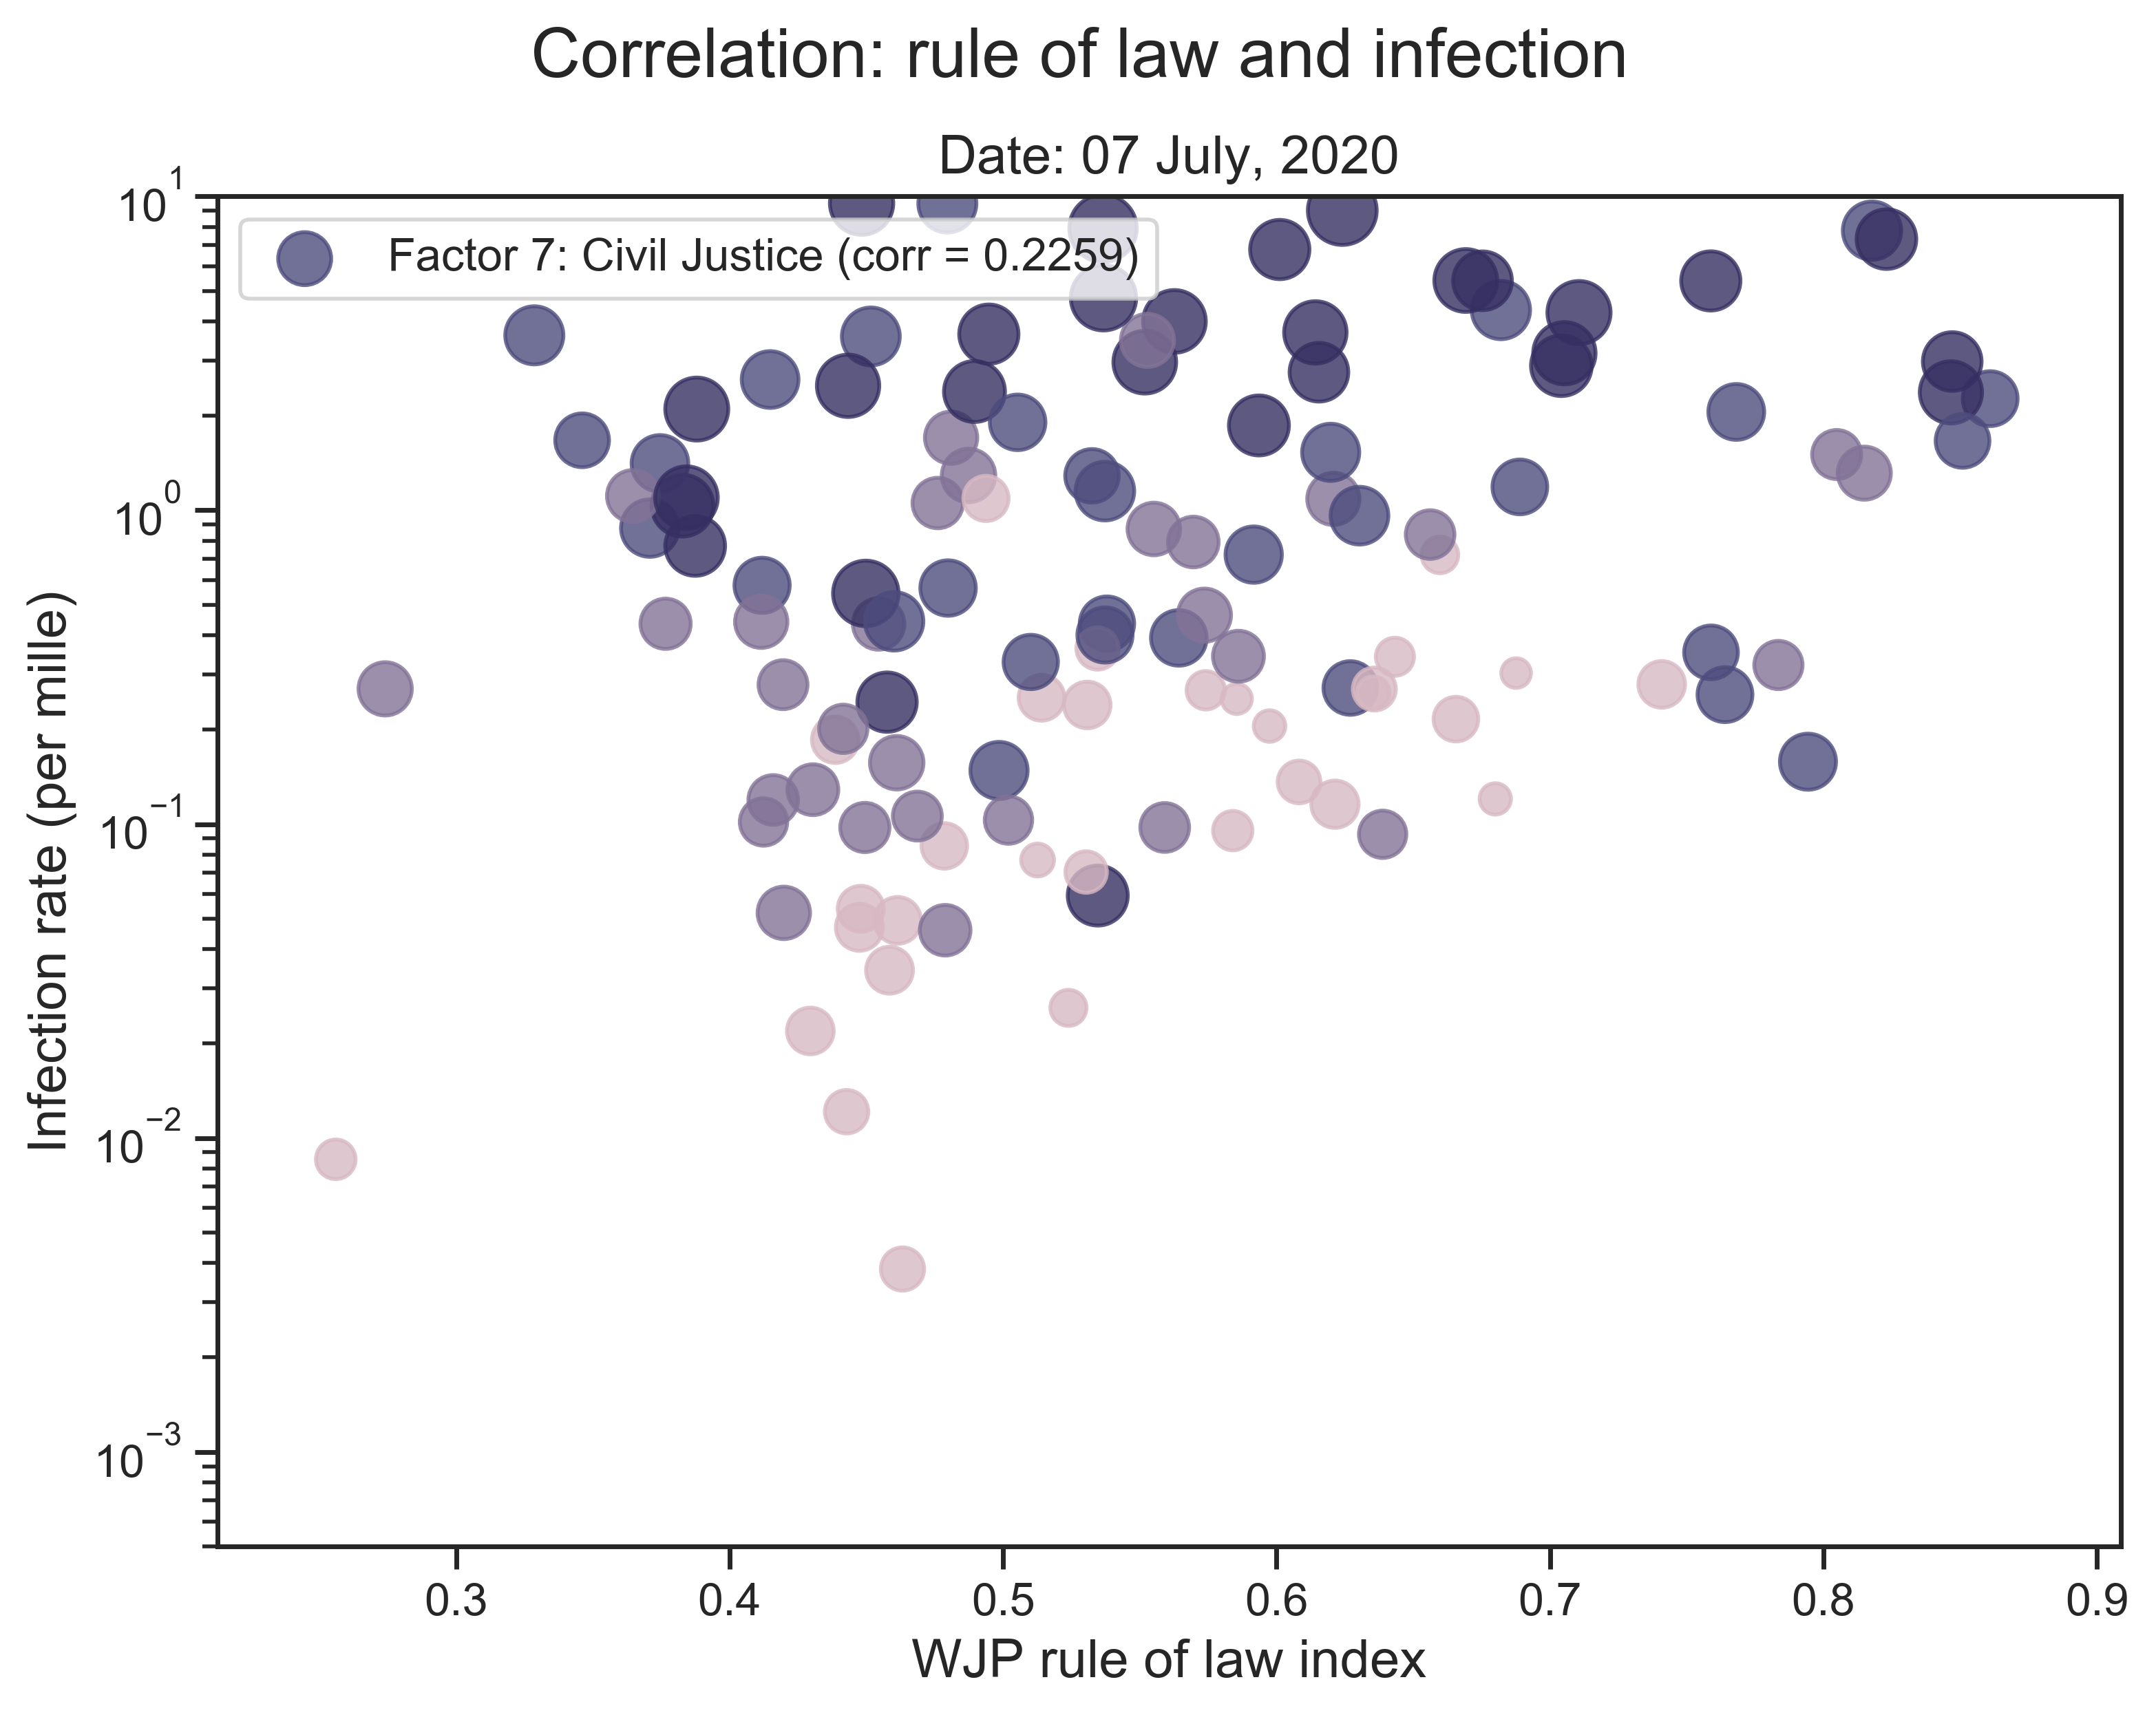 Correlation: rule of law and infection
Date: 07 July, 2020
Factor 7: Civil Justice (corr = 0.2259)
Infection rate (per mille)
10^1
10^0
10^−1
10^−2
10^−3
0.3 0.4 0.5 0.6 0.7 0.8 0.9
WJP rule of law index